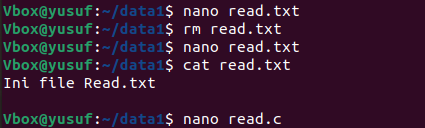 Vbox@yusuf:~/data1$ nano read.txt
Vbox@yusuf:~/data1$ rm read.txt
Vbox@yusuf:~/data1$ nano read.txt
Vbox@yusuf:~/data1$ cat read.txt
Ini file Read.txt
Vbox@yusuf:~/data1$ nano read.c